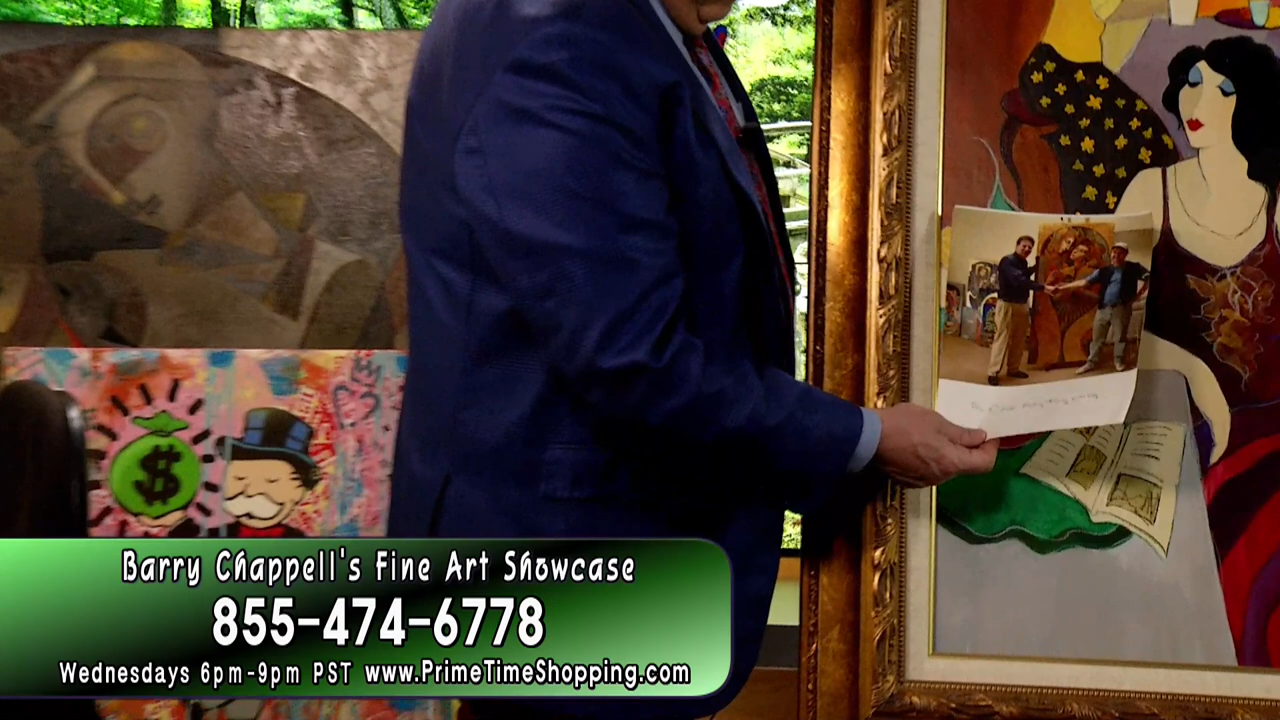 Barry Chappell's Fine Art Showcase
855-474-6778
Wednesdays 6pm-9pm PST www.PrimeTimeShopping.com
$